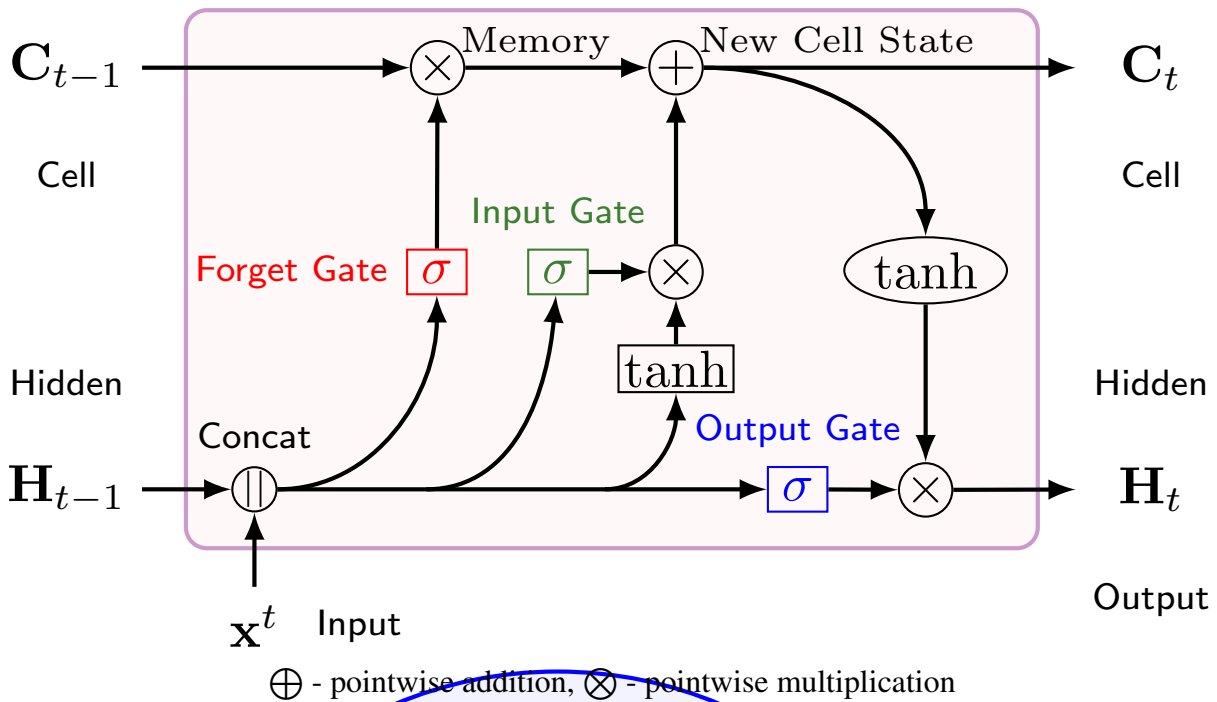 C_{t−1} × Memory + New Cell State C_t
Cell Cell
Input Gate
Forget Gate σ σ × tanh
tanh
Hidden Hidden
Concat Output Gate
H_{t−1} || σ × H_t
Output
x^t Input
⊕ - pointwise addition, ⊗ - pointwise multiplication